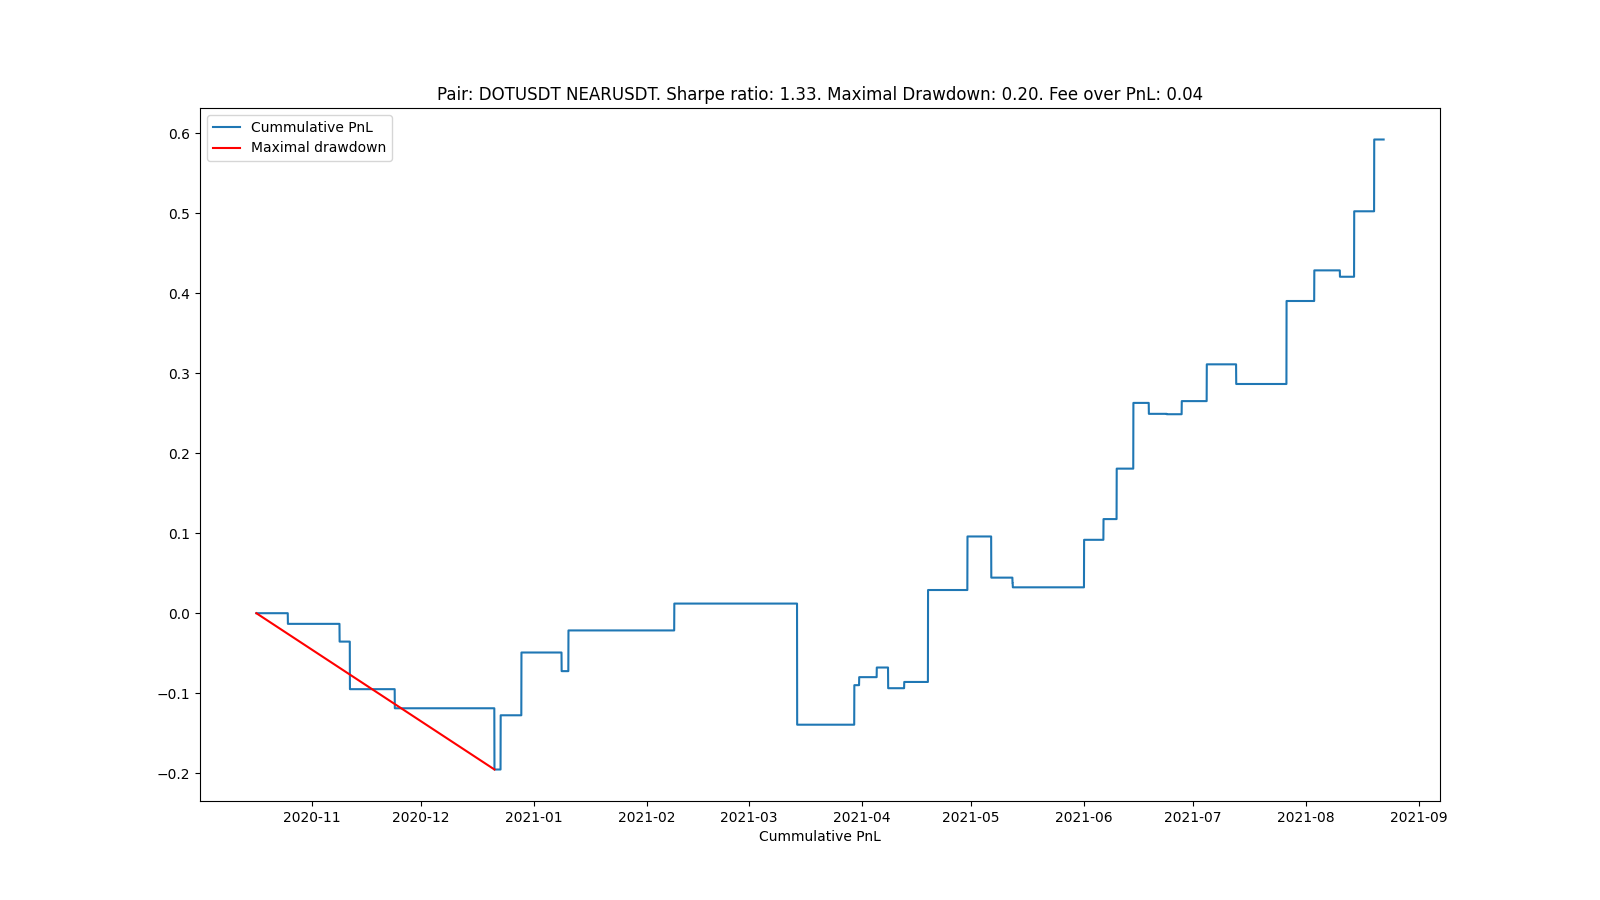 Pair: DOTUSDT NEARUSDT. Sharpe ratio: 1.33. Maximal Drawdown: 0.20. Fee over PnL: 0.04
Cummulative PnL
Maximal drawdown
0.6
0.5
0.4
0.3
0.2
0.1
0.0
−0.1
−0.2
2020-11 2020-12 2021-01 2021-02 2021-03 2021-04 2021-05 2021-06 2021-07 2021-08 2021-09
Cummulative PnL